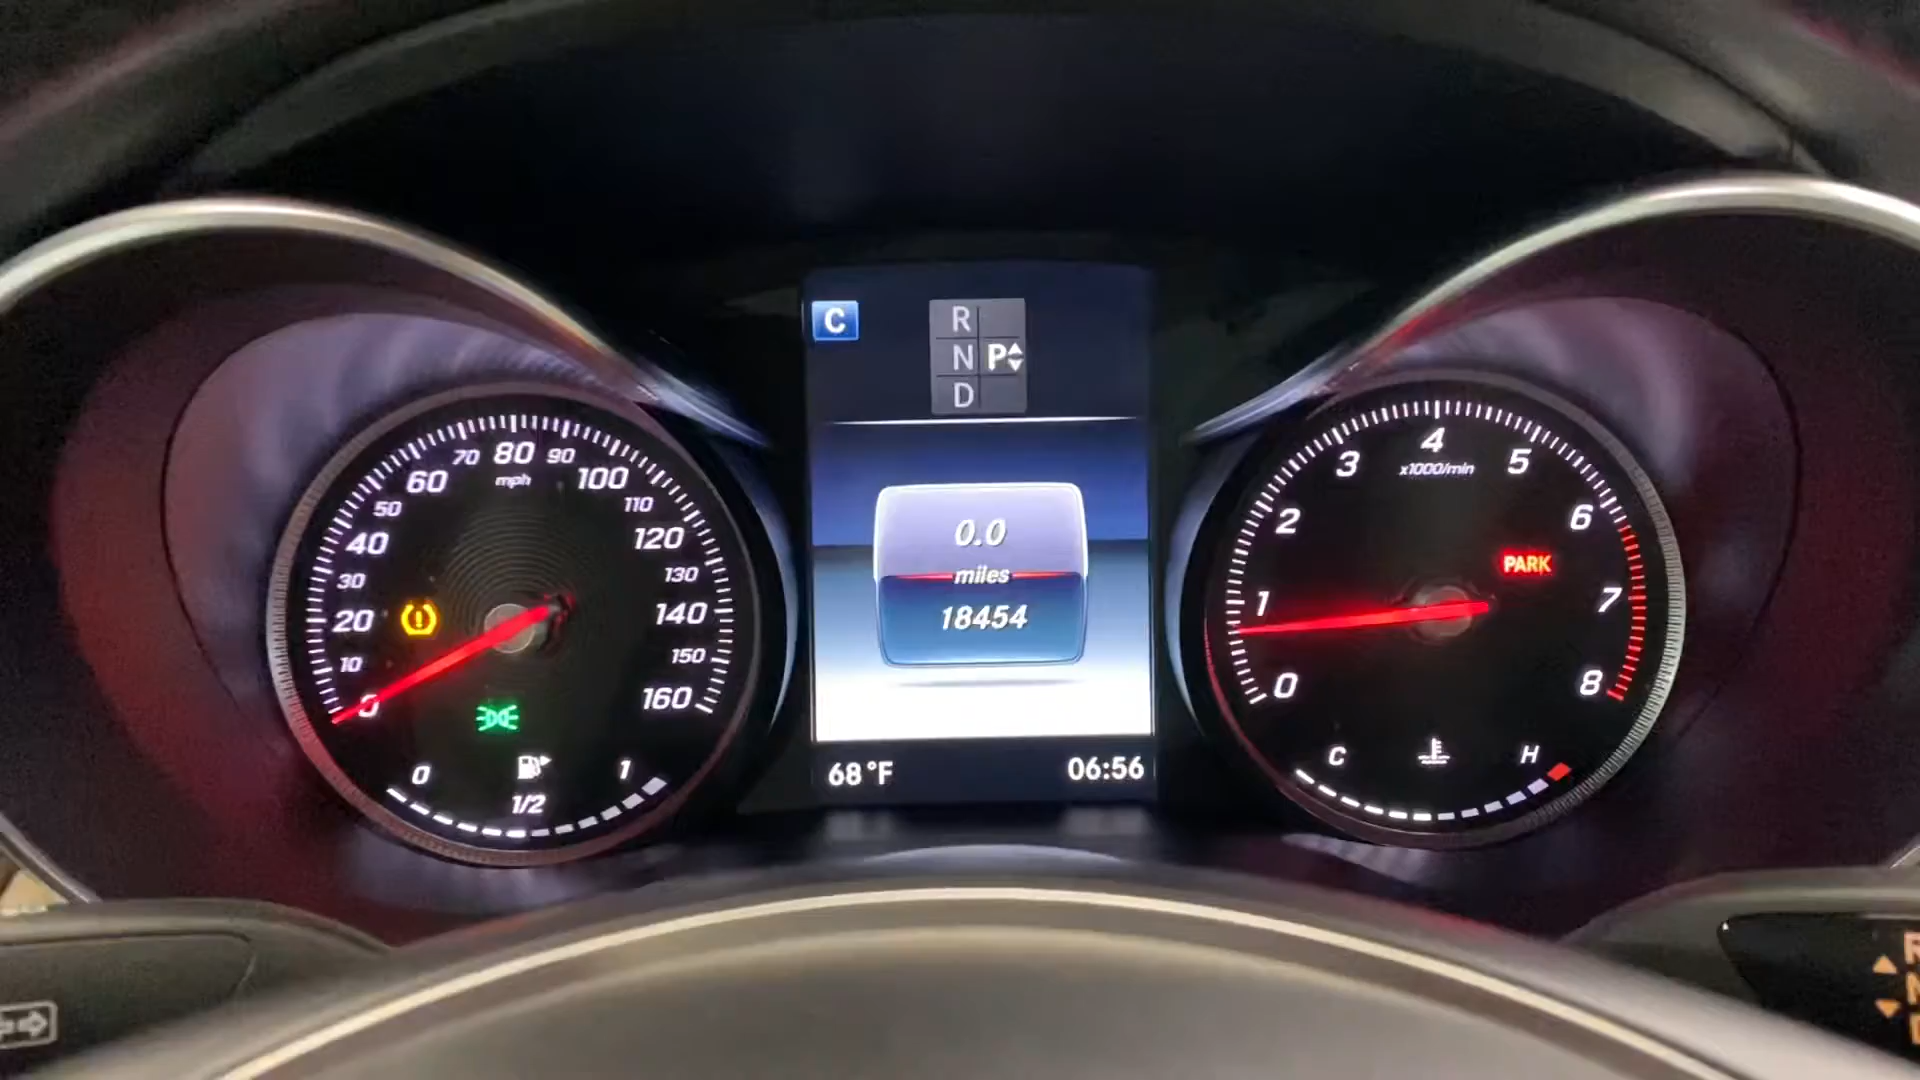 C
R
N P
D
80
70 90
60 mph 100
50 110
40 120
30 130
20 140
10 150
0 160
0 1
1/2
0.0
miles
18454
68°F 06:56
4
3 x1000/min 5
2 6
PARK
1 7
0 8
C H
R
N